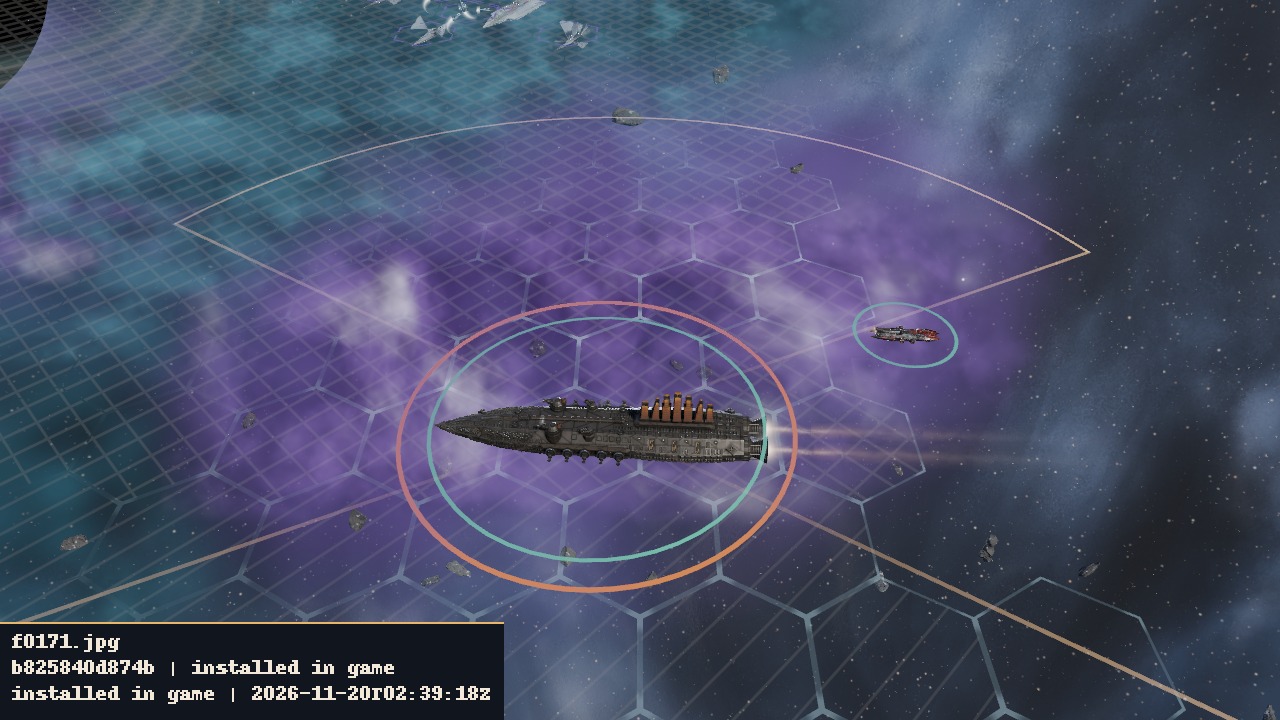 f0171.jpg
b825840d874b | installed in game
installed in game | 2026-11-20T02:39:18Z